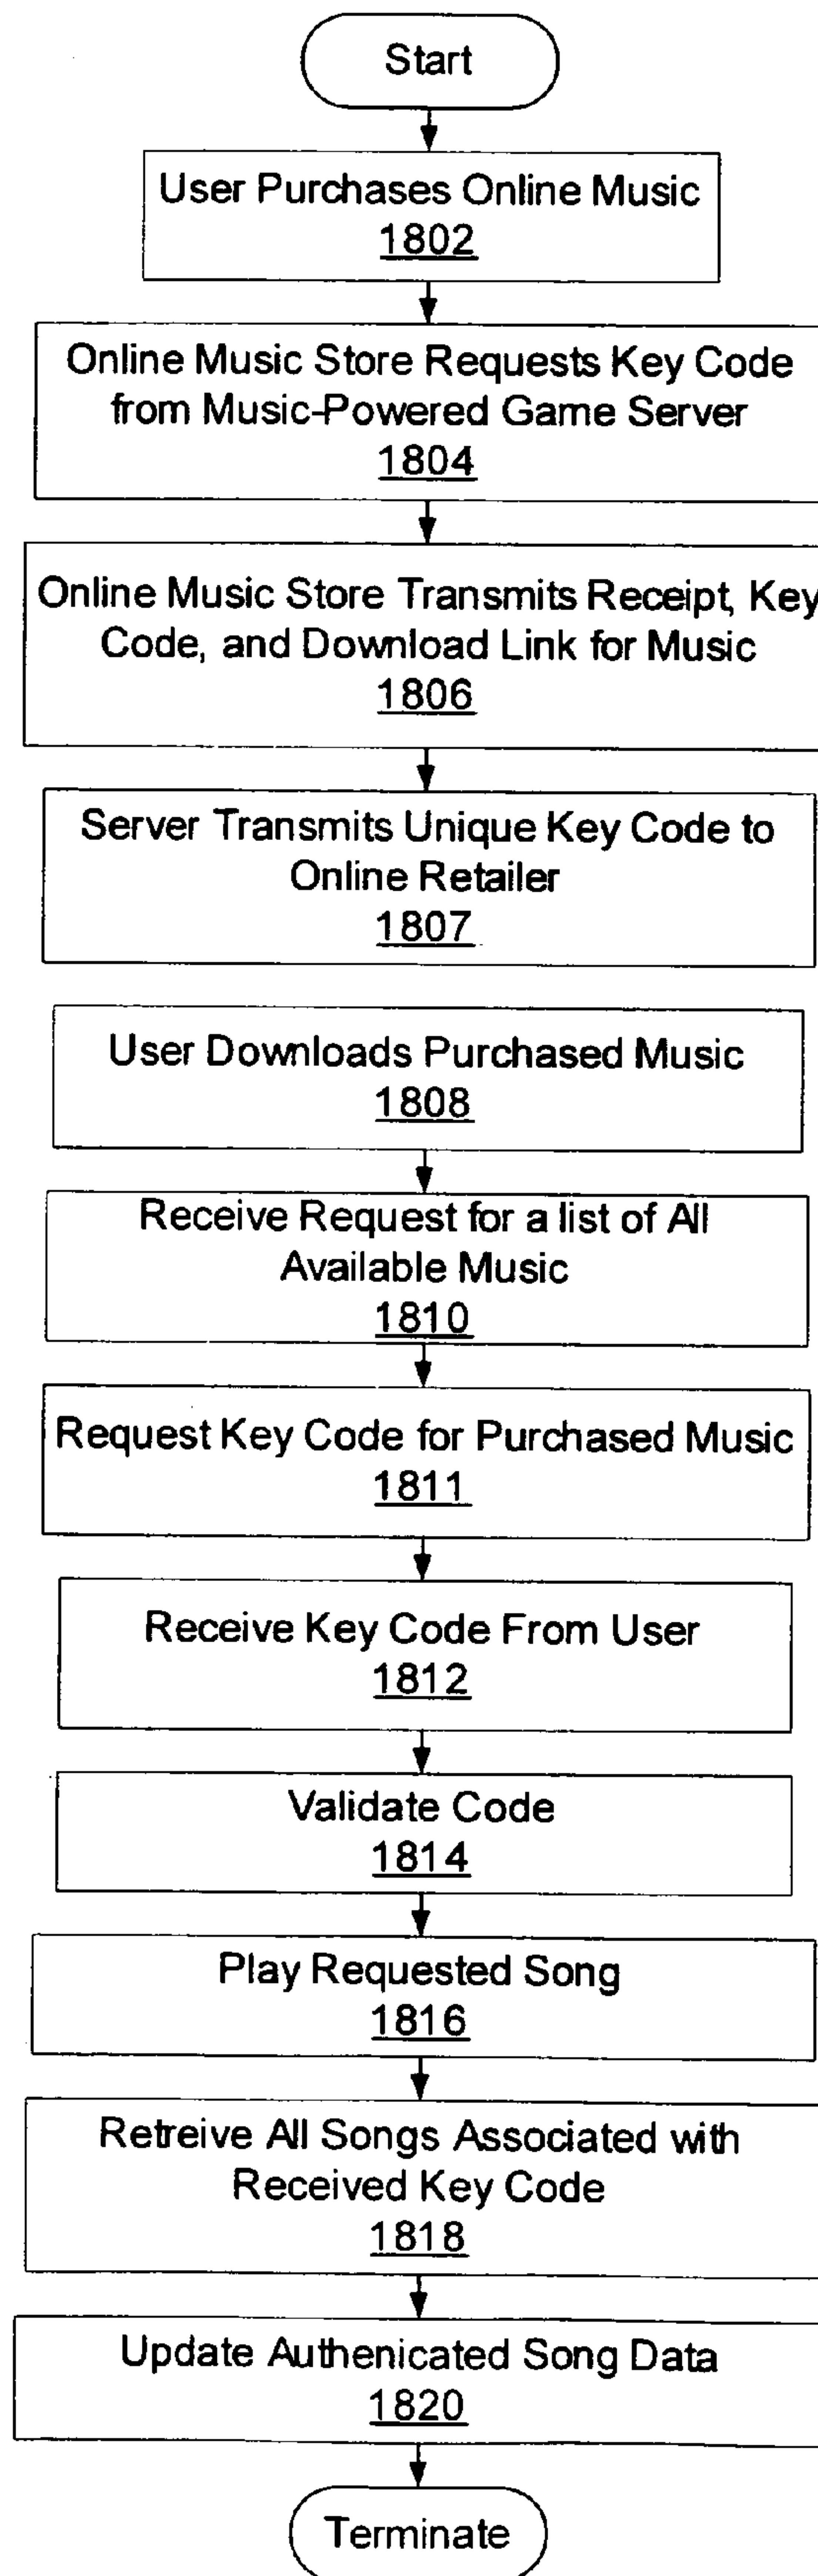 Start
User Purchases Online Music
1802
Online Music Store Requests Key Code
from Music-Powered Game Server
1804
Online Music Store Transmits Receipt, Key
Code, and Download Link for Music
1806
Server Transmits Unique Key Code to
Online Retailer
1807
User Downloads Purchased Music
1808
Receive Request for a list of All
Available Music
1810
Request Key Code for Purchased Music
1811
Receive Key Code From User
1812
Validate Code
1814
Play Requested Song
1816
Retreive All Songs Associated with
Received Key Code
1818
Update Authenicated Song Data
1820
Terminate